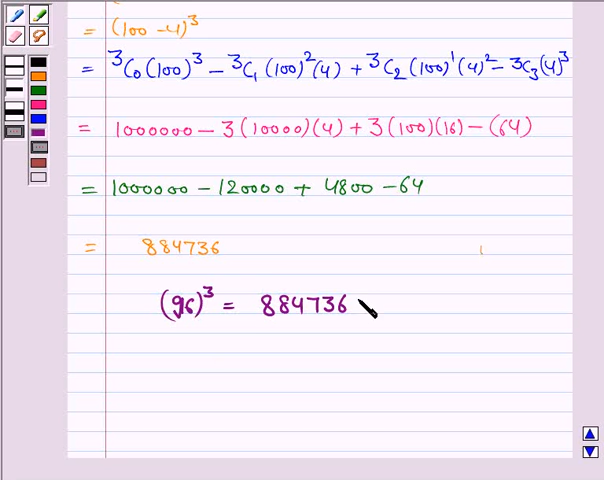 = (100 - 4)³
= ³C₀(100)³ - ³C₁(100)²(4) + ³C₂(100)¹(4)² - ³C₃(4)³
= 1000000 - 3(10000)(4) + 3(100)(16) - (64)
= 1000000 - 120000 + 4800 - 64
= 884736
(96)³ = 884736